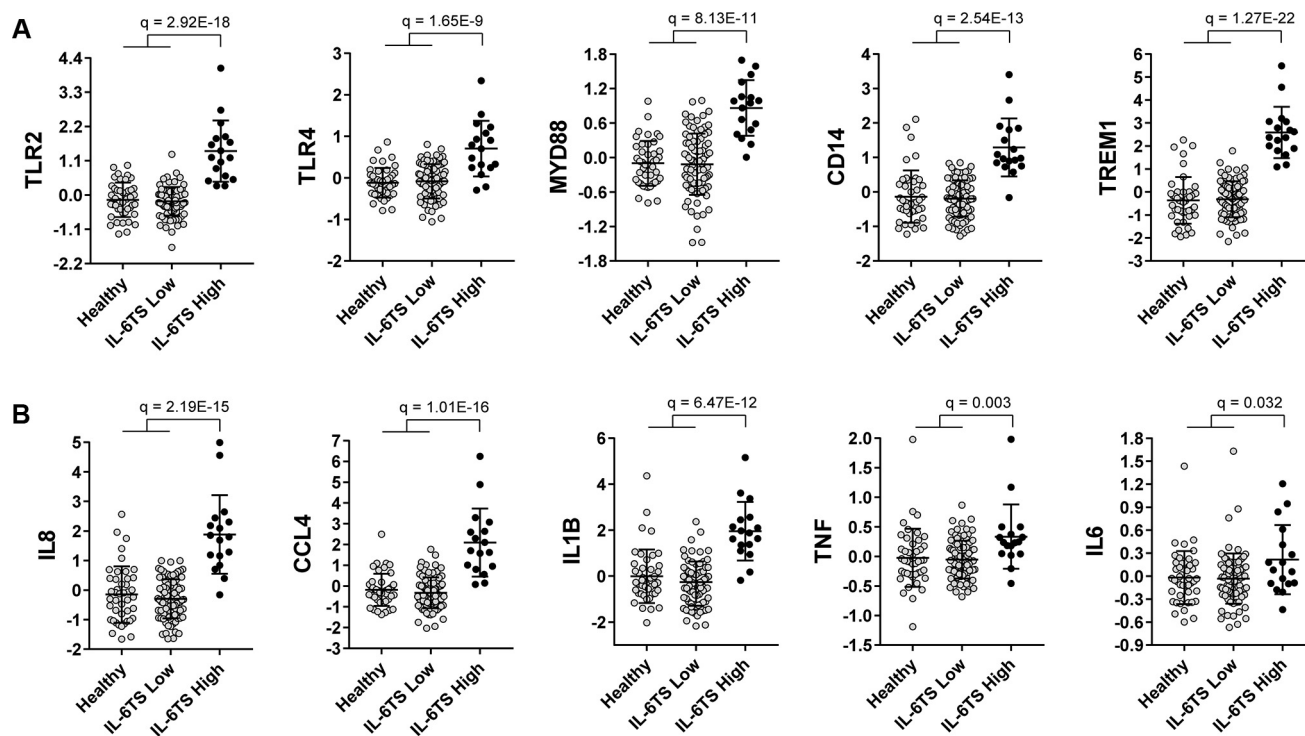 A
q = 2.92E-18
TLR2
4.4
3.3
2.2
1.1
0.0
-1.1
-2.2
Healthy
IL-6TS Low
IL-6TS High
q = 1.65E-9
TLR4
3
2
1
0
-1
-2
Healthy
IL-6TS Low
IL-6TS High
q = 8.13E-11
MYD88
1.8
1.2
0.6
0.0
-0.6
-1.2
-1.8
Healthy
IL-6TS Low
IL-6TS High
q = 2.54E-13
CD14
4
3
2
1
0
-1
-2
Healthy
IL-6TS Low
IL-6TS High
q = 1.27E-22
TREM1
6
5
4
3
2
1
0
-1
-2
-3
Healthy
IL-6TS Low
IL-6TS High
B
q = 2.19E-15
IL8
5
4
3
2
1
0
-1
-2
Healthy
IL-6TS Low
IL-6TS High
q = 1.01E-16
CCL4
7
6
5
4
3
2
1
0
-1
-2
-3
Healthy
IL-6TS Low
IL-6TS High
q = 6.47E-12
IL1B
6
4
2
0
-2
Healthy
IL-6TS Low
IL-6TS High
q = 0.003
TNF
2.0
1.5
1.0
0.5
0.0
-0.5
-1.0
-1.5
Healthy
IL-6TS Low
IL-6TS High
q = 0.032
IL6
1.8
1.5
1.2
0.9
0.6
0.3
0.0
-0.3
-0.6
-0.9
Healthy
IL-6TS Low
IL-6TS High